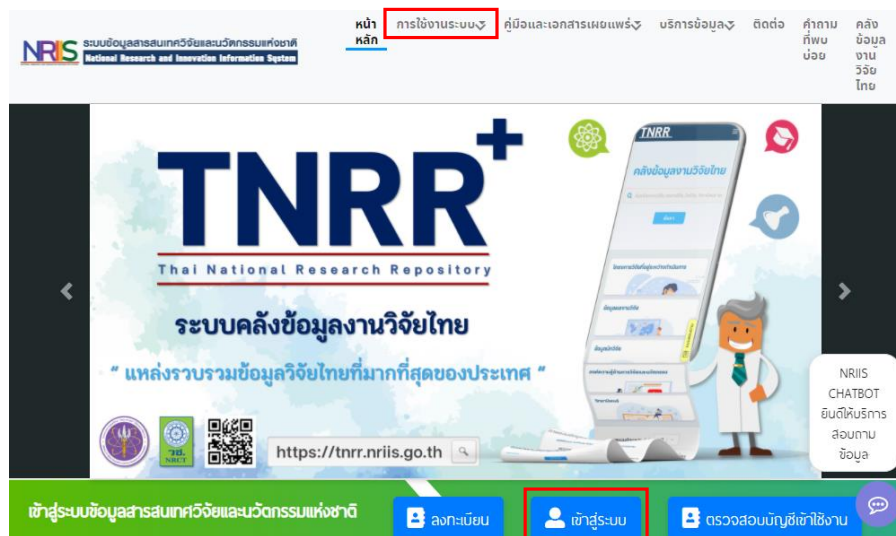 NRIIS
ระบบข้อมูลสารสนเทศวิจัยและนวัตกรรมแห่งชาติ
National Research and Innovation Information System
หน้า
หลัก
การใช้งานระบบ
คู่มือและเอกสารเผยแพร่
บริการข้อมูล
ติดต่อ
คำถาม
ที่พบ
บ่อย
คลัง
ข้อมูล
งาน
วิจัย
ไทย
TNRR+
Thai National Research Repository
ระบบคลังข้อมูลงานวิจัยไทย
“ แหล่งรวบรวมข้อมูลวิจัยไทยที่มากที่สุดของประเทศ “
วช.
NRCT
https://tnrr.nriis.go.th
TNRR
คลังข้อมูลงานวิจัยไทย
NRIIS
CHATBOT
ยินดีให้บริการ
สอบถาม
ข้อมูล
เข้าสู่ระบบข้อมูลสารสนเทศวิจัยและนวัตกรรมแห่งชาติ
ลงทะเบียน
เข้าสู่ระบบ
ตรวจสอบบัญชีเข้าใช้งาน